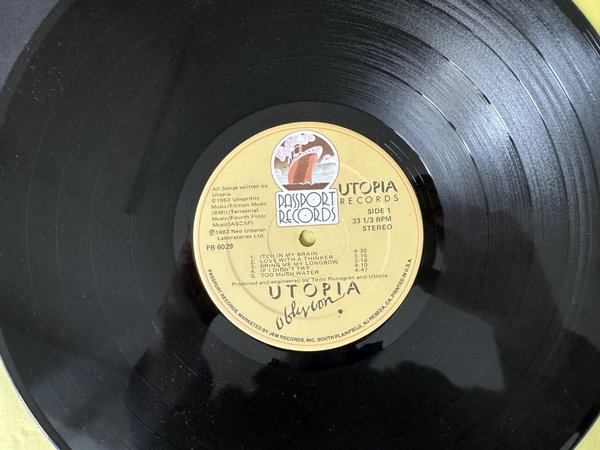 PASSPORT
RECORDS
UTOPIA
RECORDS
SIDE 1
33 1/3 RPM
STEREO
All Songs written by
Utopia
©1983 Unearthly
Music/Fiction Music
(BMI)/Terrestrial
Music/Fourth Floor
Music(ASCAP)
℗1983 Neo Utopian
Laboratories Ltd.
PB 6029
1. ITCH IN MY BRAIN 4:30
2. LOVE WITH A THINKER 3:15
3. BRING ME MY LONGBOW 3:18
4. IF I DIDN'T TRY 4:10
5. TOO MUCH WATER 4:47
Produced and engineered by Todd Rundgren and Utopia
UTOPIA
oblivion
PASSPORT RECORDS, MARKETED BY JEM RECORDS, INC. SOUTH PLAINFIELD, NJ RESEDA, CA. PRINTED IN U.S.A.